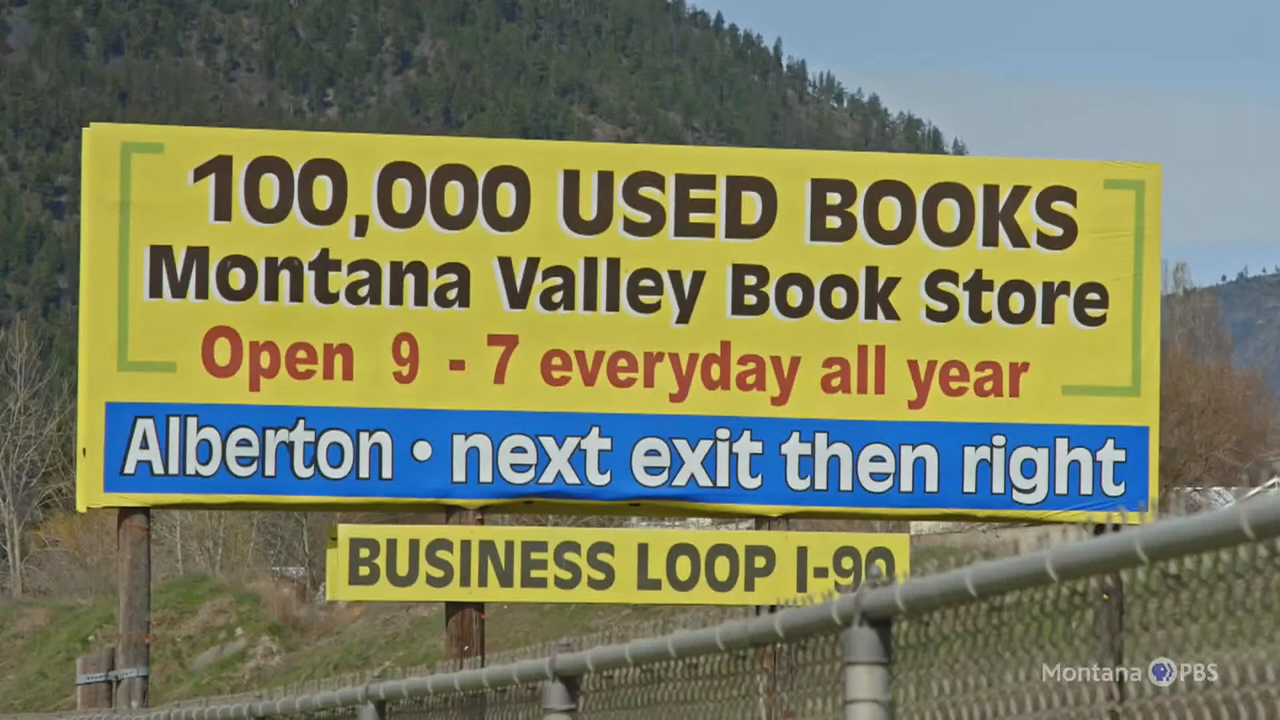 100,000 USED BOOKS
Montana Valley Book Store
Open 9 - 7 everyday all year
Alberton • next exit then right
BUSINESS LOOP I-90
Montana PBS